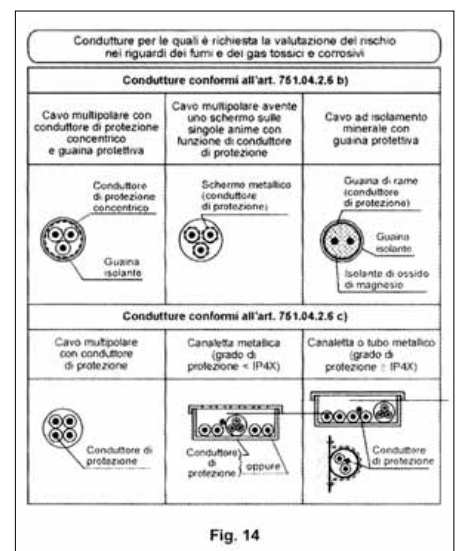 Condutture per le quali è richiesta la valutazione del rischio
nei riguardi dei fumi e dei gas tossici e corrosivi
Condutture conformi all'art. 751.04.2.6 b)
Cavo multipolare con
conduttore di protezione
concentrico
e guaina protettiva
Cavo multipolare avente
uno schermo sulle
singole anime con
funzione di conduttore
di protezione
Cavo ad isolamento
minerale con
guaina protettiva
Conduttore
di protezione
concentrico
Guaina
isolante
Schermo metallico
(conduttore
di protezione)
Guaina di rame
(conduttore
di protezione)
Guaina
isolante
Isolante di ossido
di magnesio
Condutture conformi all'art. 751.04.2.6 c)
Cavo multipolare
con conduttore
di protezione
Canaletta metallica
(grado di
protezione < IP4X)
Canaletta o tubo metallico
(grado di
protezione ≥ IP4X)
Conduttore di
protezione
Conduttore
di
protezione
oppure
Conduttore
di protezione
Fig. 14